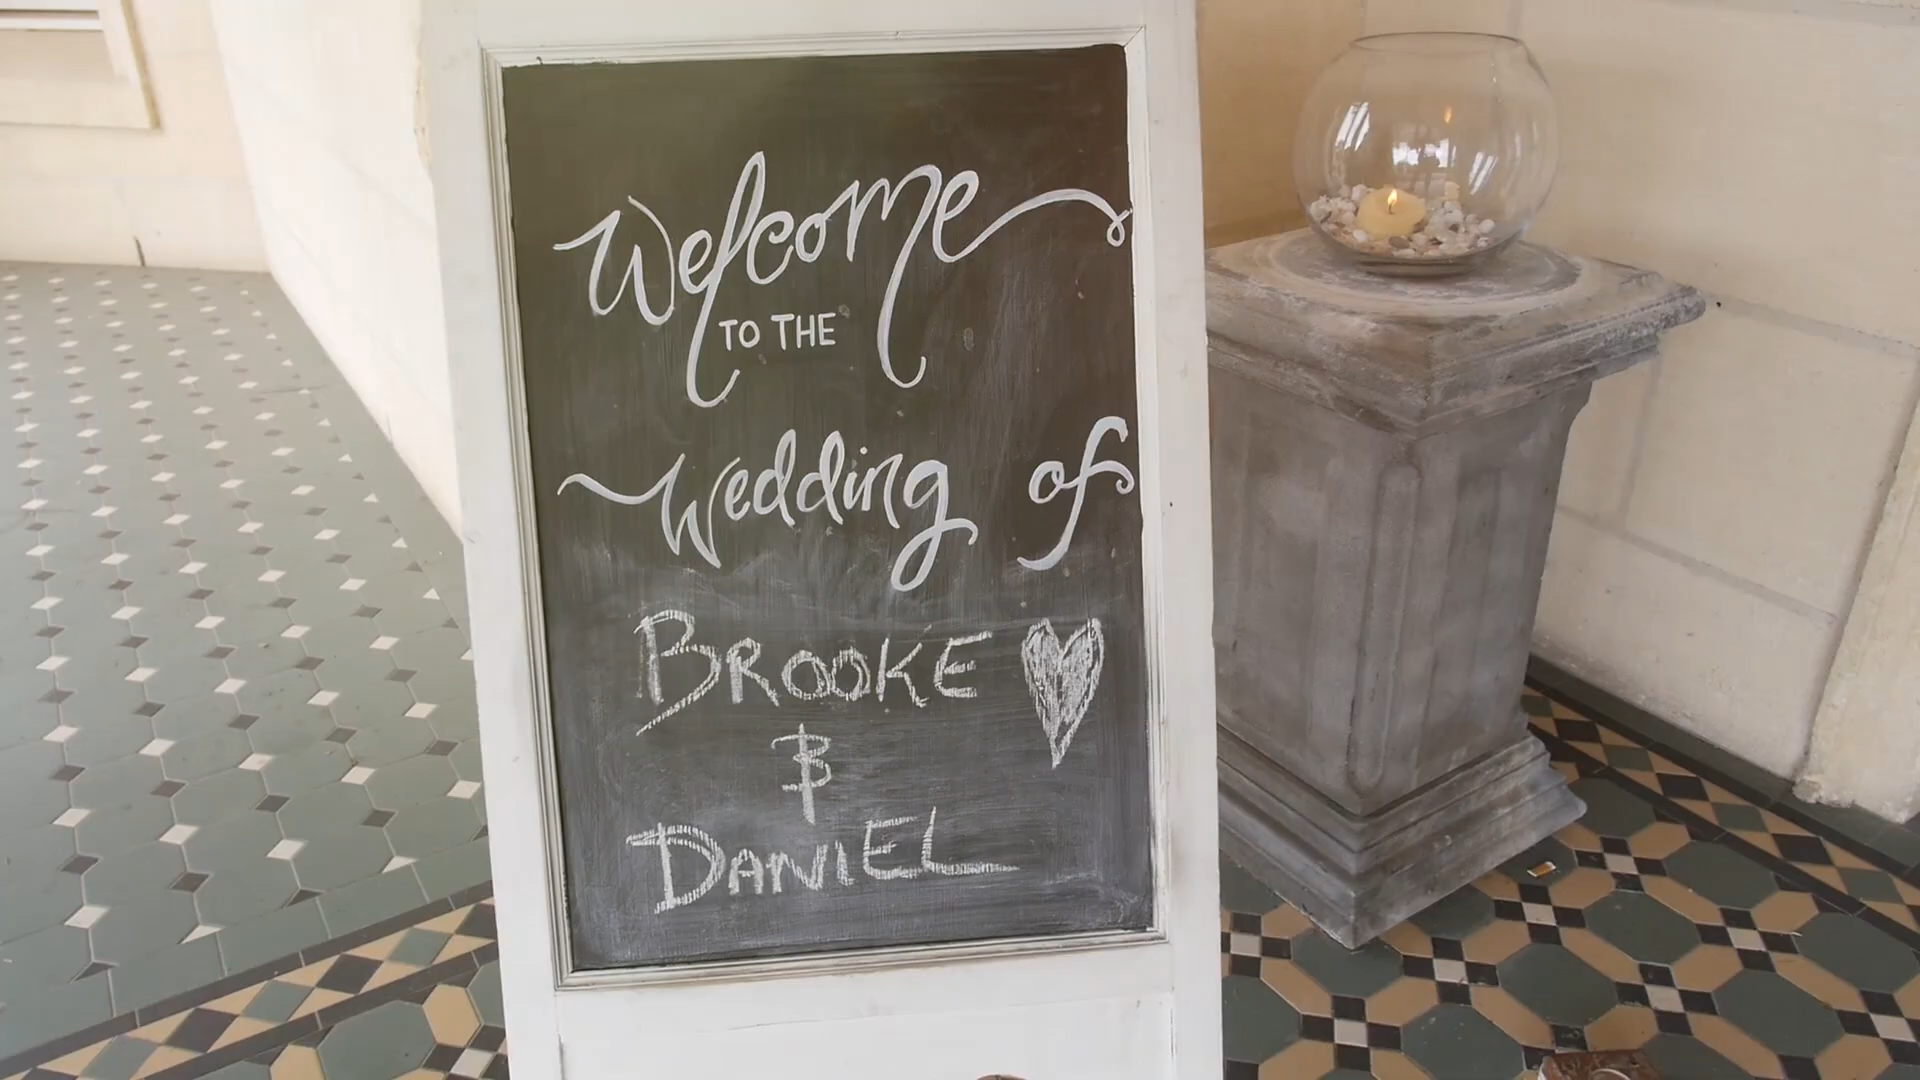 Welcome
TO THE
Wedding of
BROOKE
&
DANIEL